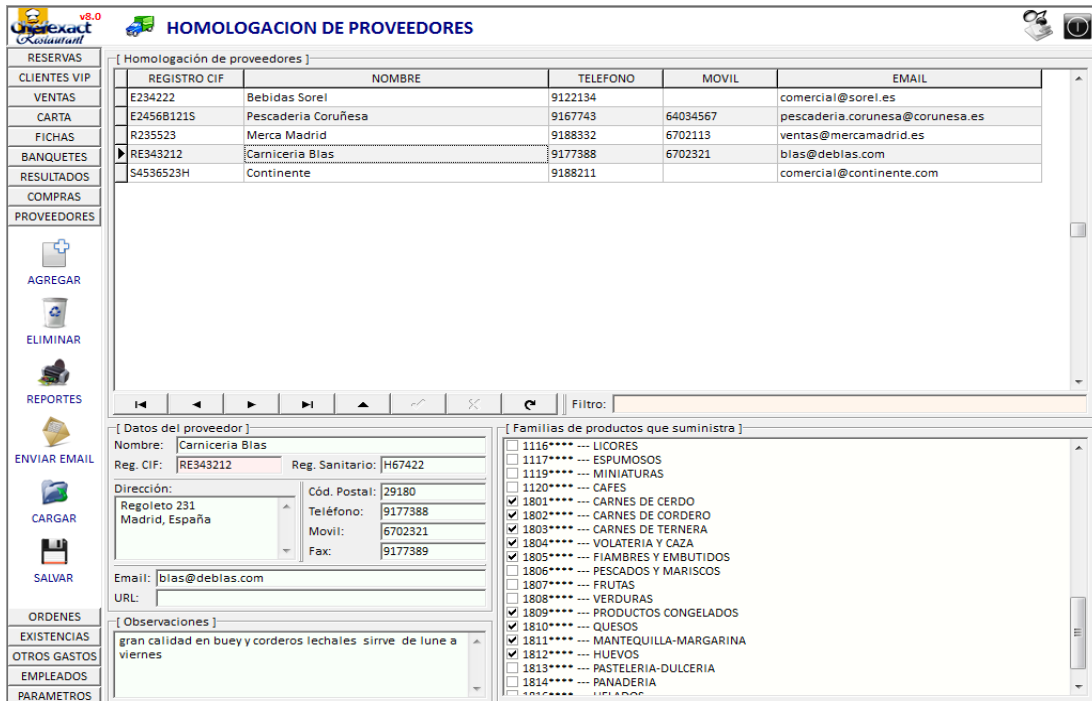 v8.0
Chefexact
Restaurant
HOMOLOGACION DE PROVEEDORES
RESERVAS
CLIENTES VIP
VENTAS
CARTA
FICHAS
BANQUETES
RESULTADOS
COMPRAS
PROVEEDORES
AGREGAR
ELIMINAR
REPORTES
ENVIAR EMAIL
CARGAR
SALVAR
ORDENES
EXISTENCIAS
OTROS GASTOS
EMPLEADOS
PARAMETROS
[ Homologación de proveedores ]
REGISTRO CIF NOMBRE TELEFONO MOVIL EMAIL
E234222 Bebidas Sorel 9122134 comercial@sorel.es
E2456B121S Pescaderia Coruñesa 9167743 64034567 pescaderia.corunesa@corunesa.es
R235523 Merca Madrid 9188332 6702113 ventas@mercamadrid.es
RE343212 Carniceria Blas 9177388 6702321 blas@deblas.com
S4536523H Continente 9188211 comercial@continente.com
Filtro:
[ Datos del proveedor ]
Nombre: Carniceria Blas
Reg. CIF: RE343212 Reg. Sanitario: H67422
Dirección:
Regoleto 231
Madrid, España
Cód. Postal: 29180
Teléfono: 9177388
Movil: 6702321
Fax: 9177389
Email: blas@deblas.com
URL:
[ Observaciones ]
gran calidad en buey y corderos lechales sirrve de lune a
viernes
[ Familias de productos que suministra ]
1116**** --- LICORES
1117**** --- ESPUMOSOS
1119**** --- MINIATURAS
1120**** --- CAFES
1801**** --- CARNES DE CERDO
1802**** --- CARNES DE CORDERO
1803**** --- CARNES DE TERNERA
1804**** --- VOLATERIA Y CAZA
1805**** --- FIAMBRES Y EMBUTIDOS
1806**** --- PESCADOS Y MARISCOS
1807**** --- FRUTAS
1808**** --- VERDURAS
1809**** --- PRODUCTOS CONGELADOS
1810**** --- QUESOS
1811**** --- MANTEQUILLA-MARGARINA
1812**** --- HUEVOS
1813**** --- PASTELERIA-DULCERIA
1814**** --- PANADERIA
1816**** --- HELADOS